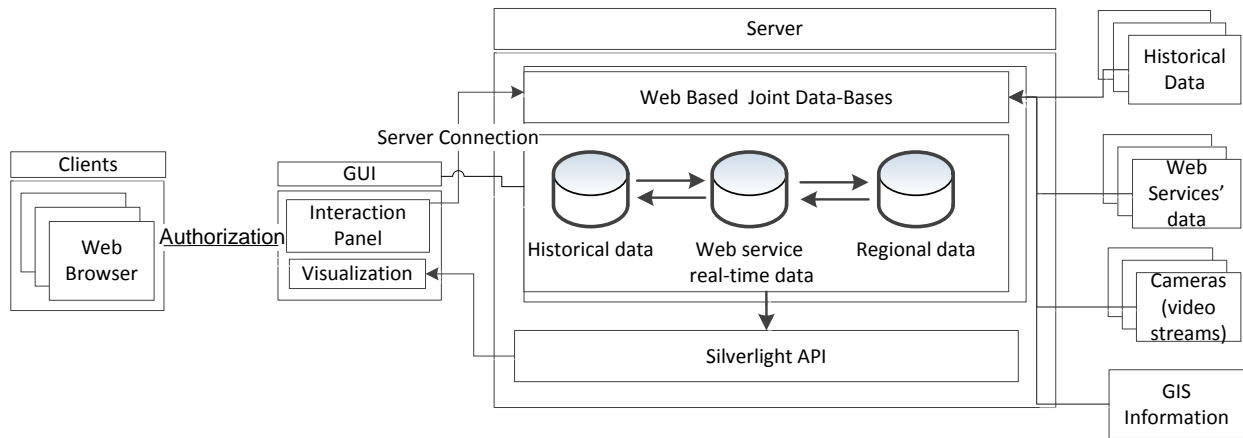 Server
Web Based Joint Data-Bases
Historical
Data
Server Connection
Clients
GUI
Web
Services’
data
Interaction
Panel
Authorization
Web
Browser
Visualization
Historical data
Web service
real-time data
Regional data
Cameras
(video
streams)
Silverlight API
GIS
Information